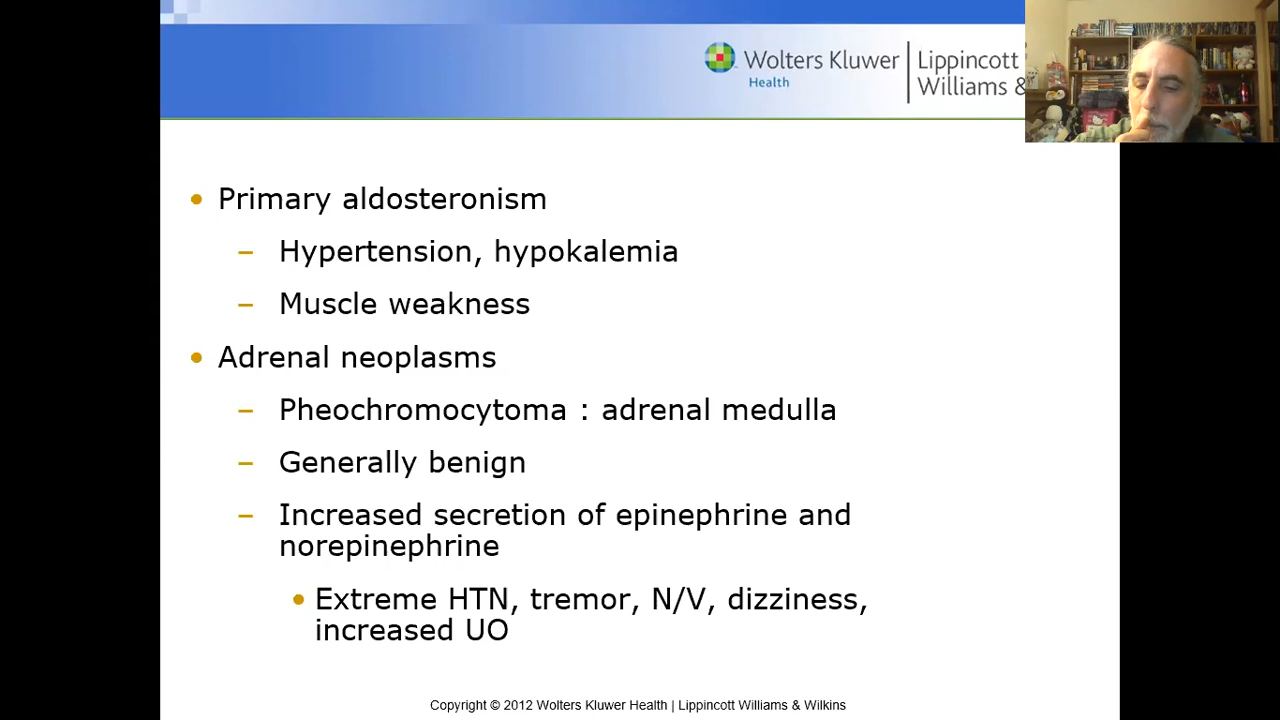 Wolters Kluwer
Health
Lippincott
Williams &
• Primary aldosteronism
– Hypertension, hypokalemia
– Muscle weakness
• Adrenal neoplasms
– Pheochromocytoma : adrenal medulla
– Generally benign
– Increased secretion of epinephrine and
norepinephrine
• Extreme HTN, tremor, N/V, dizziness,
increased UO
Copyright © 2012 Wolters Kluwer Health | Lippincott Williams & Wilkins